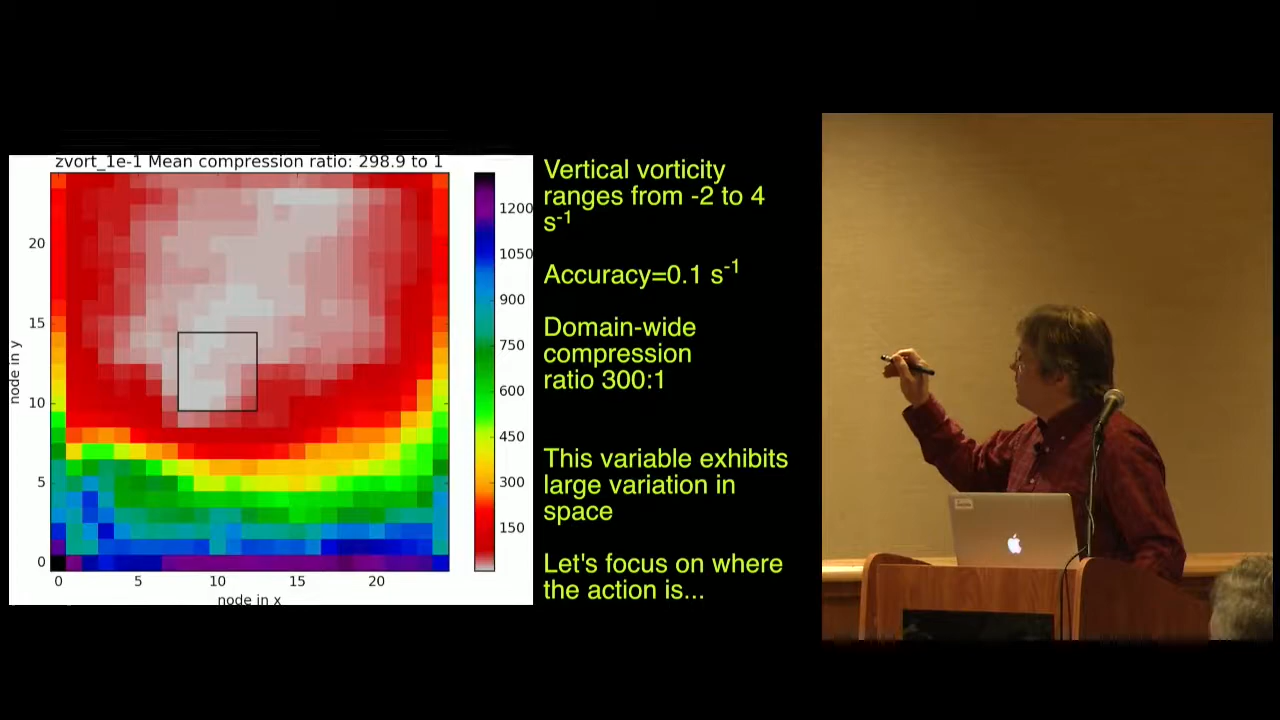 zvort_1e-1 Mean compression ratio: 298.9 to 1
node in y
20
15
10
5
0
0 5 10 15 20
node in x
1200
1050
900
750
600
450
300
150
Vertical vorticity
ranges from -2 to 4
s⁻¹
Accuracy=0.1 s⁻¹
Domain-wide
compression
ratio 300:1
This variable exhibits
large variation in
space
Let's focus on where
the action is...